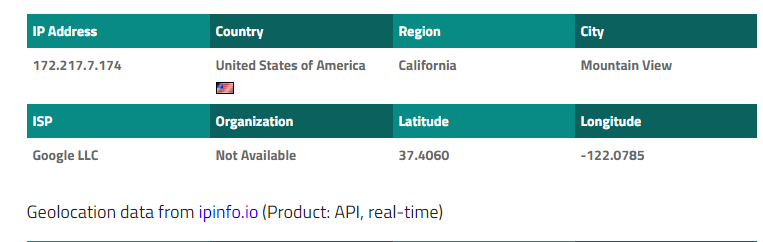 IP Address Country Region City
172.217.7.174 United States of America California Mountain View
ISP Organization Latitude Longitude
Google LLC Not Available 37.4060 -122.0785
Geolocation data from ipinfo.io (Product: API, real-time)